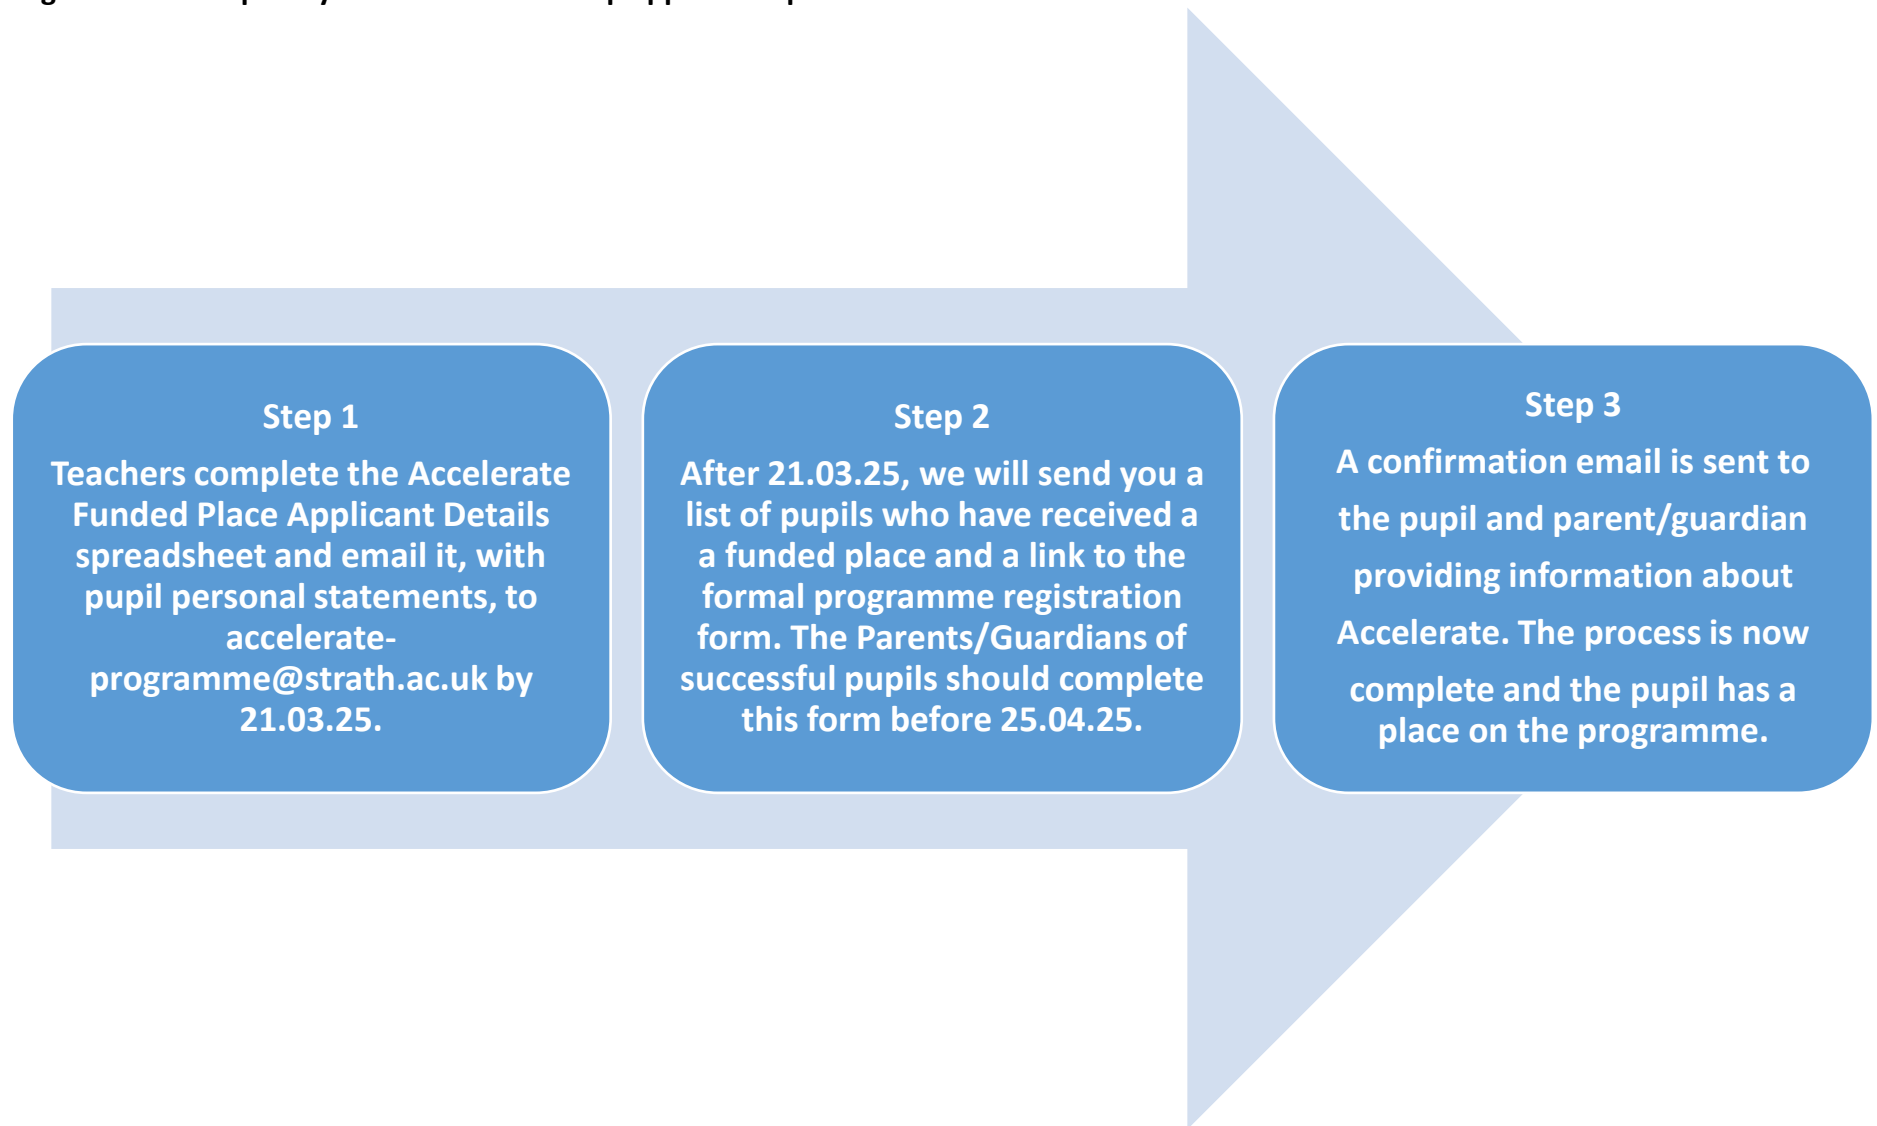 Step 1
Teachers complete the Accelerate
Funded Place Applicant Details
spreadsheet and email it, with
pupil personal statements, to
accelerate-
programme@strath.ac.uk by
21.03.25.
Step 2
After 21.03.25, we will send you a
list of pupils who have received a
a funded place and a link to the
formal programme registration
form. The Parents/Guardians of
successful pupils should complete
this form before 25.04.25.
Step 3
A confirmation email is sent to
the pupil and parent/guardian
providing information about
Accelerate. The process is now
complete and the pupil has a
place on the programme.